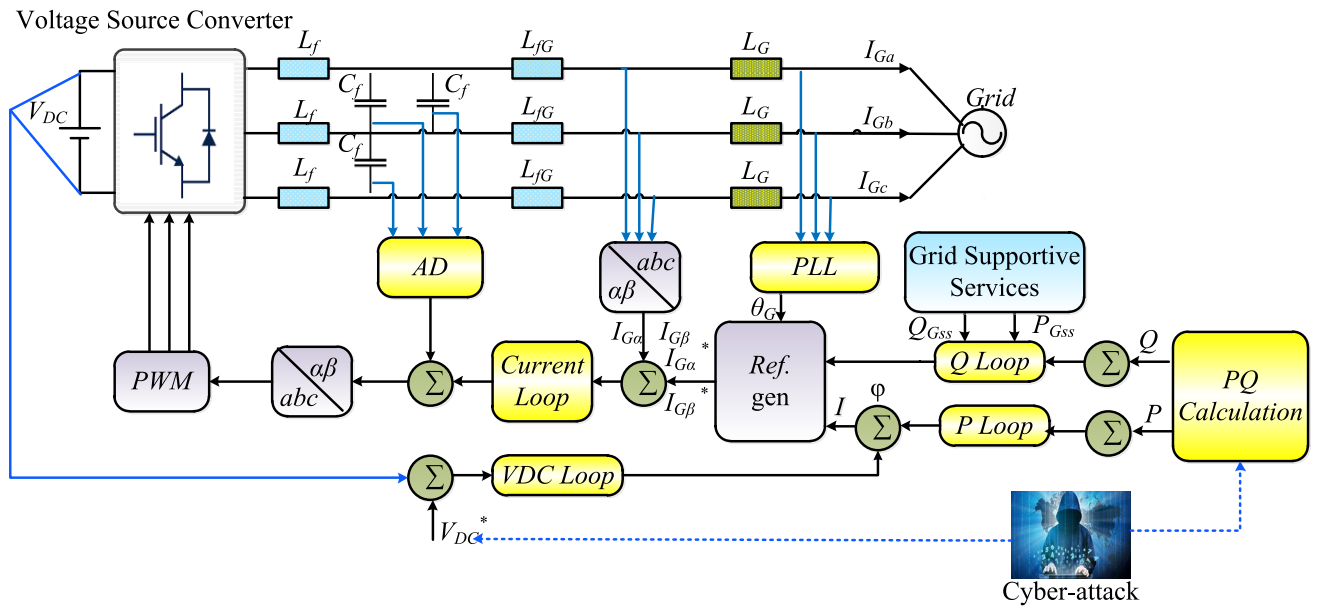 Voltage Source Converter
L_f L_fG L_G I_Ga
C_f C_f
V_DC
Grid
L_f L_fG L_G I_Gb
C_f
L_f L_fG L_G I_Gc
AD
abc
αβ
PLL
Grid Supportive
Services
θ_G
Q_Gss P_Gss
I_Gα I_Gβ
PWM
αβ
abc
Σ
Current
Loop
Σ
I_Gα*
I_Gβ*
Ref.
gen
Q Loop
Σ
Q
PQ
Calculation
I
φ
Σ
P Loop
Σ
P
Σ
VDC Loop
V_DC*
Cyber-attack